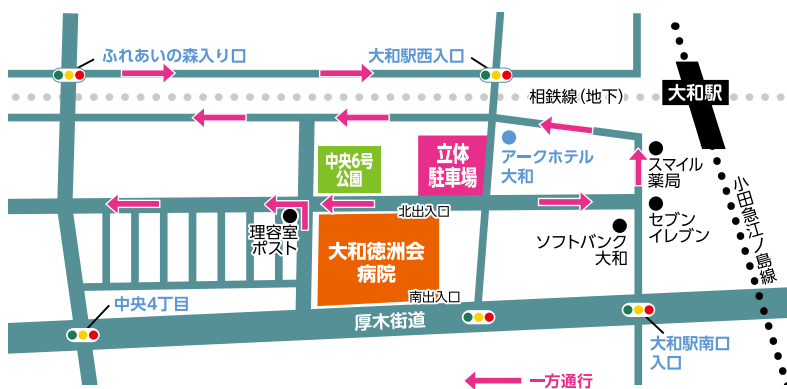 ふれあいの森入り口
大和駅西入口
相鉄線(地下)
大和駅
中央6号
公園
立体
駐車場
アークホテル
大和
スマイル
薬局
小田急江ノ島線
北出入口
理容室
ポスト
大和徳洲会
病院
セブン
イレブン
ソフトバンク
大和
南出入口
中央4丁目
厚木街道
大和駅南口
入口
一方通行